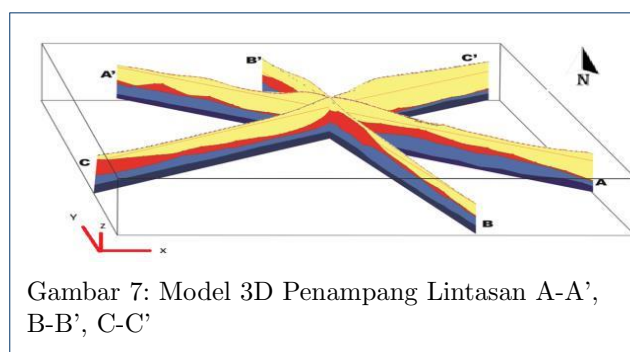 B'
C'
A'
N
C
A
Y
Z
B
X
Gambar 7: Model 3D Penampang Lintasan A-A’,
B-B’, C-C’